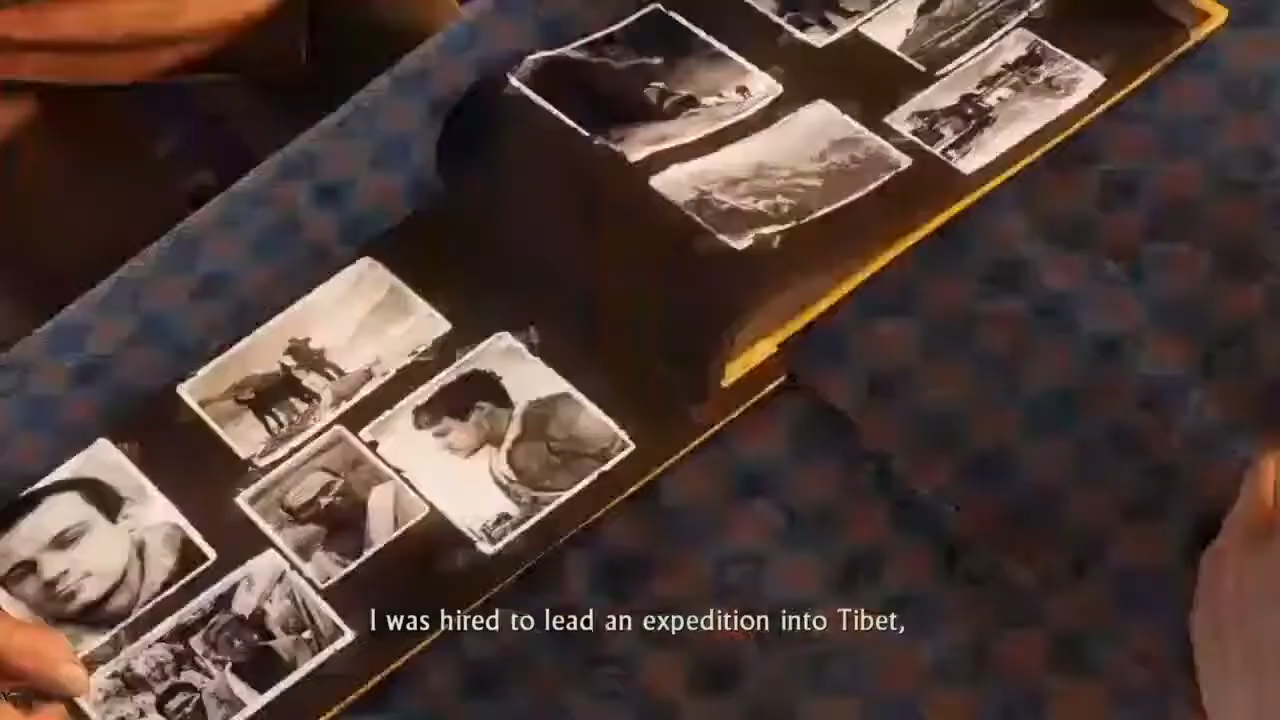 I was hired to lead an expedition into Tibet,